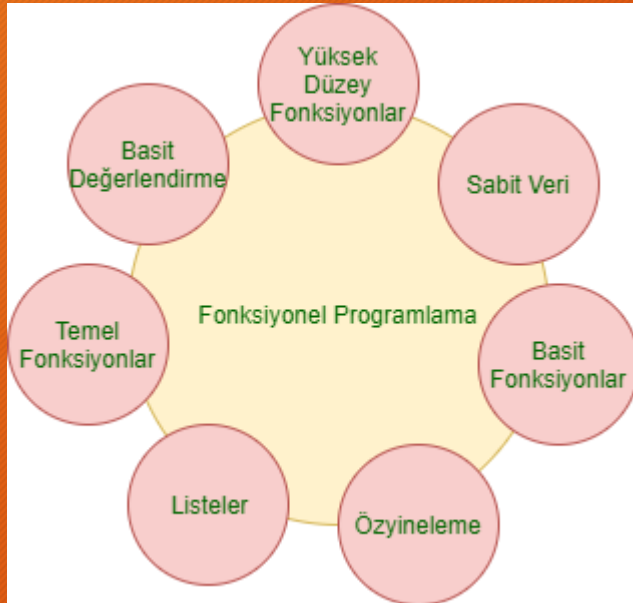 Yüksek
Düzey
Fonksiyonlar
Basit
Değerlendirme
Sabit Veri
Fonksiyonel Programlama
Temel
Fonksiyonlar
Basit
Fonksiyonlar
Listeler
Özyineleme